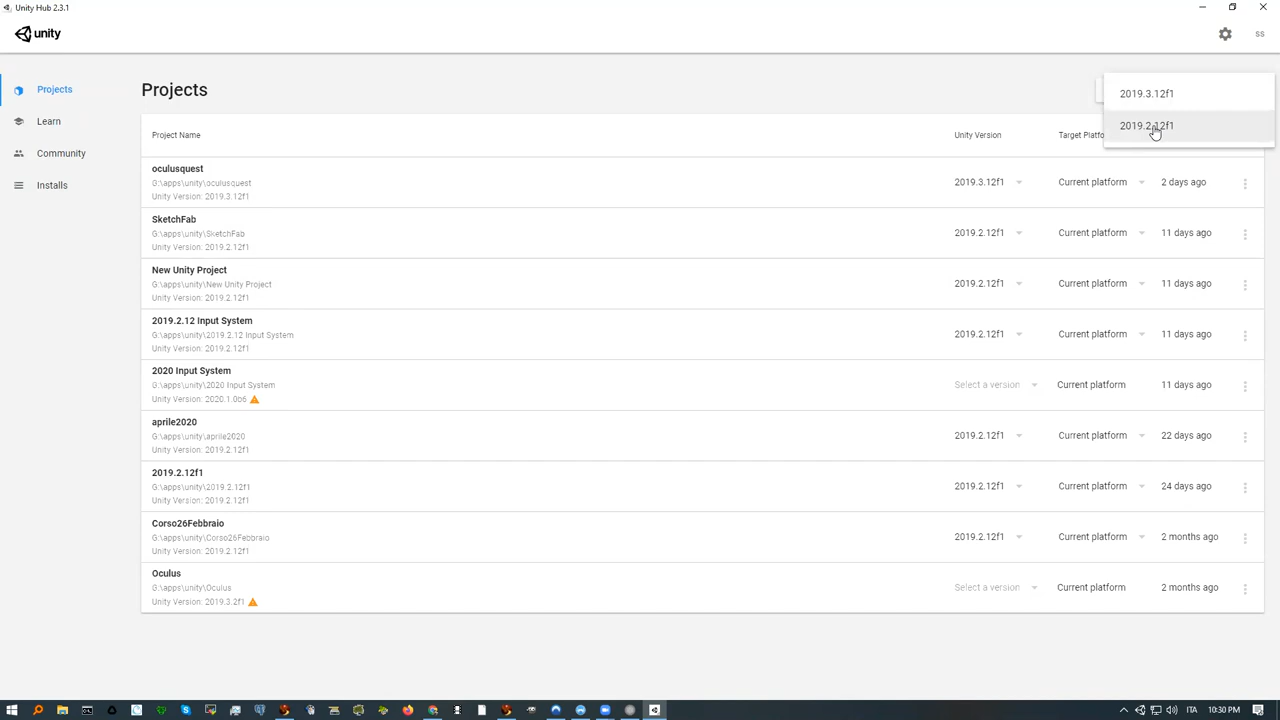 Unity Hub 2.3.1
unity
SS
Projects
Learn
Community
Installs
Projects
2019.3.12f1
2019.2.12f1
Project Name
Unity Version
Target Platfo
oculusquest
G:\apps\unity\oculusquest
Unity Version: 2019.3.12f1
2019.3.12f1
Current platform
2 days ago
SketchFab
G:\apps\unity\SketchFab
Unity Version: 2019.2.12f1
2019.2.12f1
Current platform
11 days ago
New Unity Project
G:\apps\unity\New Unity Project
Unity Version: 2019.2.12f1
2019.2.12f1
Current platform
11 days ago
2019.2.12 Input System
G:\apps\unity\2019.2.12 Input System
Unity Version: 2019.2.12f1
2019.2.12f1
Current platform
11 days ago
2020 Input System
G:\apps\unity\2020 Input System
Unity Version: 2020.1.0b6
Select a version
Current platform
11 days ago
aprile2020
G:\apps\unity\aprile2020
Unity Version: 2019.2.12f1
2019.2.12f1
Current platform
22 days ago
2019.2.12f1
G:\apps\unity\2019.2.12f1
Unity Version: 2019.2.12f1
2019.2.12f1
Current platform
24 days ago
Corso26Febbraio
G:\apps\unity\Corso26Febbraio
Unity Version: 2019.2.12f1
2019.2.12f1
Current platform
2 months ago
Oculus
G:\apps\unity\Oculus
Unity Version: 2019.3.2f1
Select a version
Current platform
2 months ago
10:30 PM